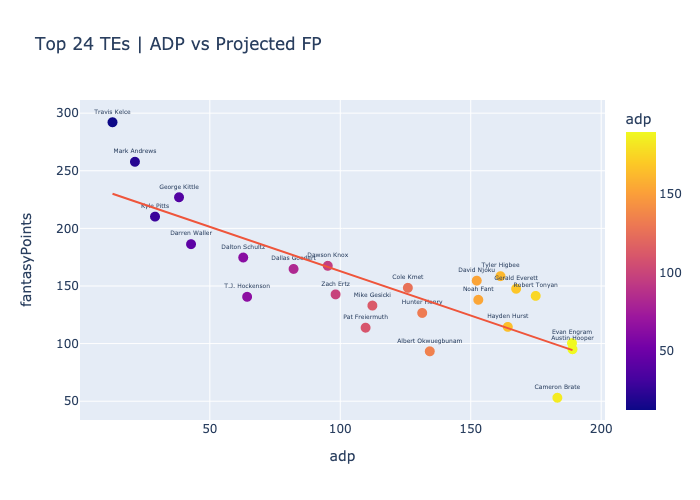 Top 24 TEs | ADP vs Projected FP
adp
Travis Kelce
Mark Andrews
George Kittle
Kyle Pitts
Darren Waller
Dalton Schultz
Dallas Goedert
Dawson Knox
T.J. Hockenson
Zach Ertz
Mike Gesicki
Pat Freiermuth
Cole Kmet
Hunter Henry
Albert Okwuegbunam
David Njoku
Tyler Higbee
Gerald Everett
Noah Fant
Robert Tonyan
Hayden Hurst
Evan Engram
Austin Hooper
Cameron Brate
300
250
200
150
100
50
fantasyPoints
50
100
150
200
adp
150
100
50